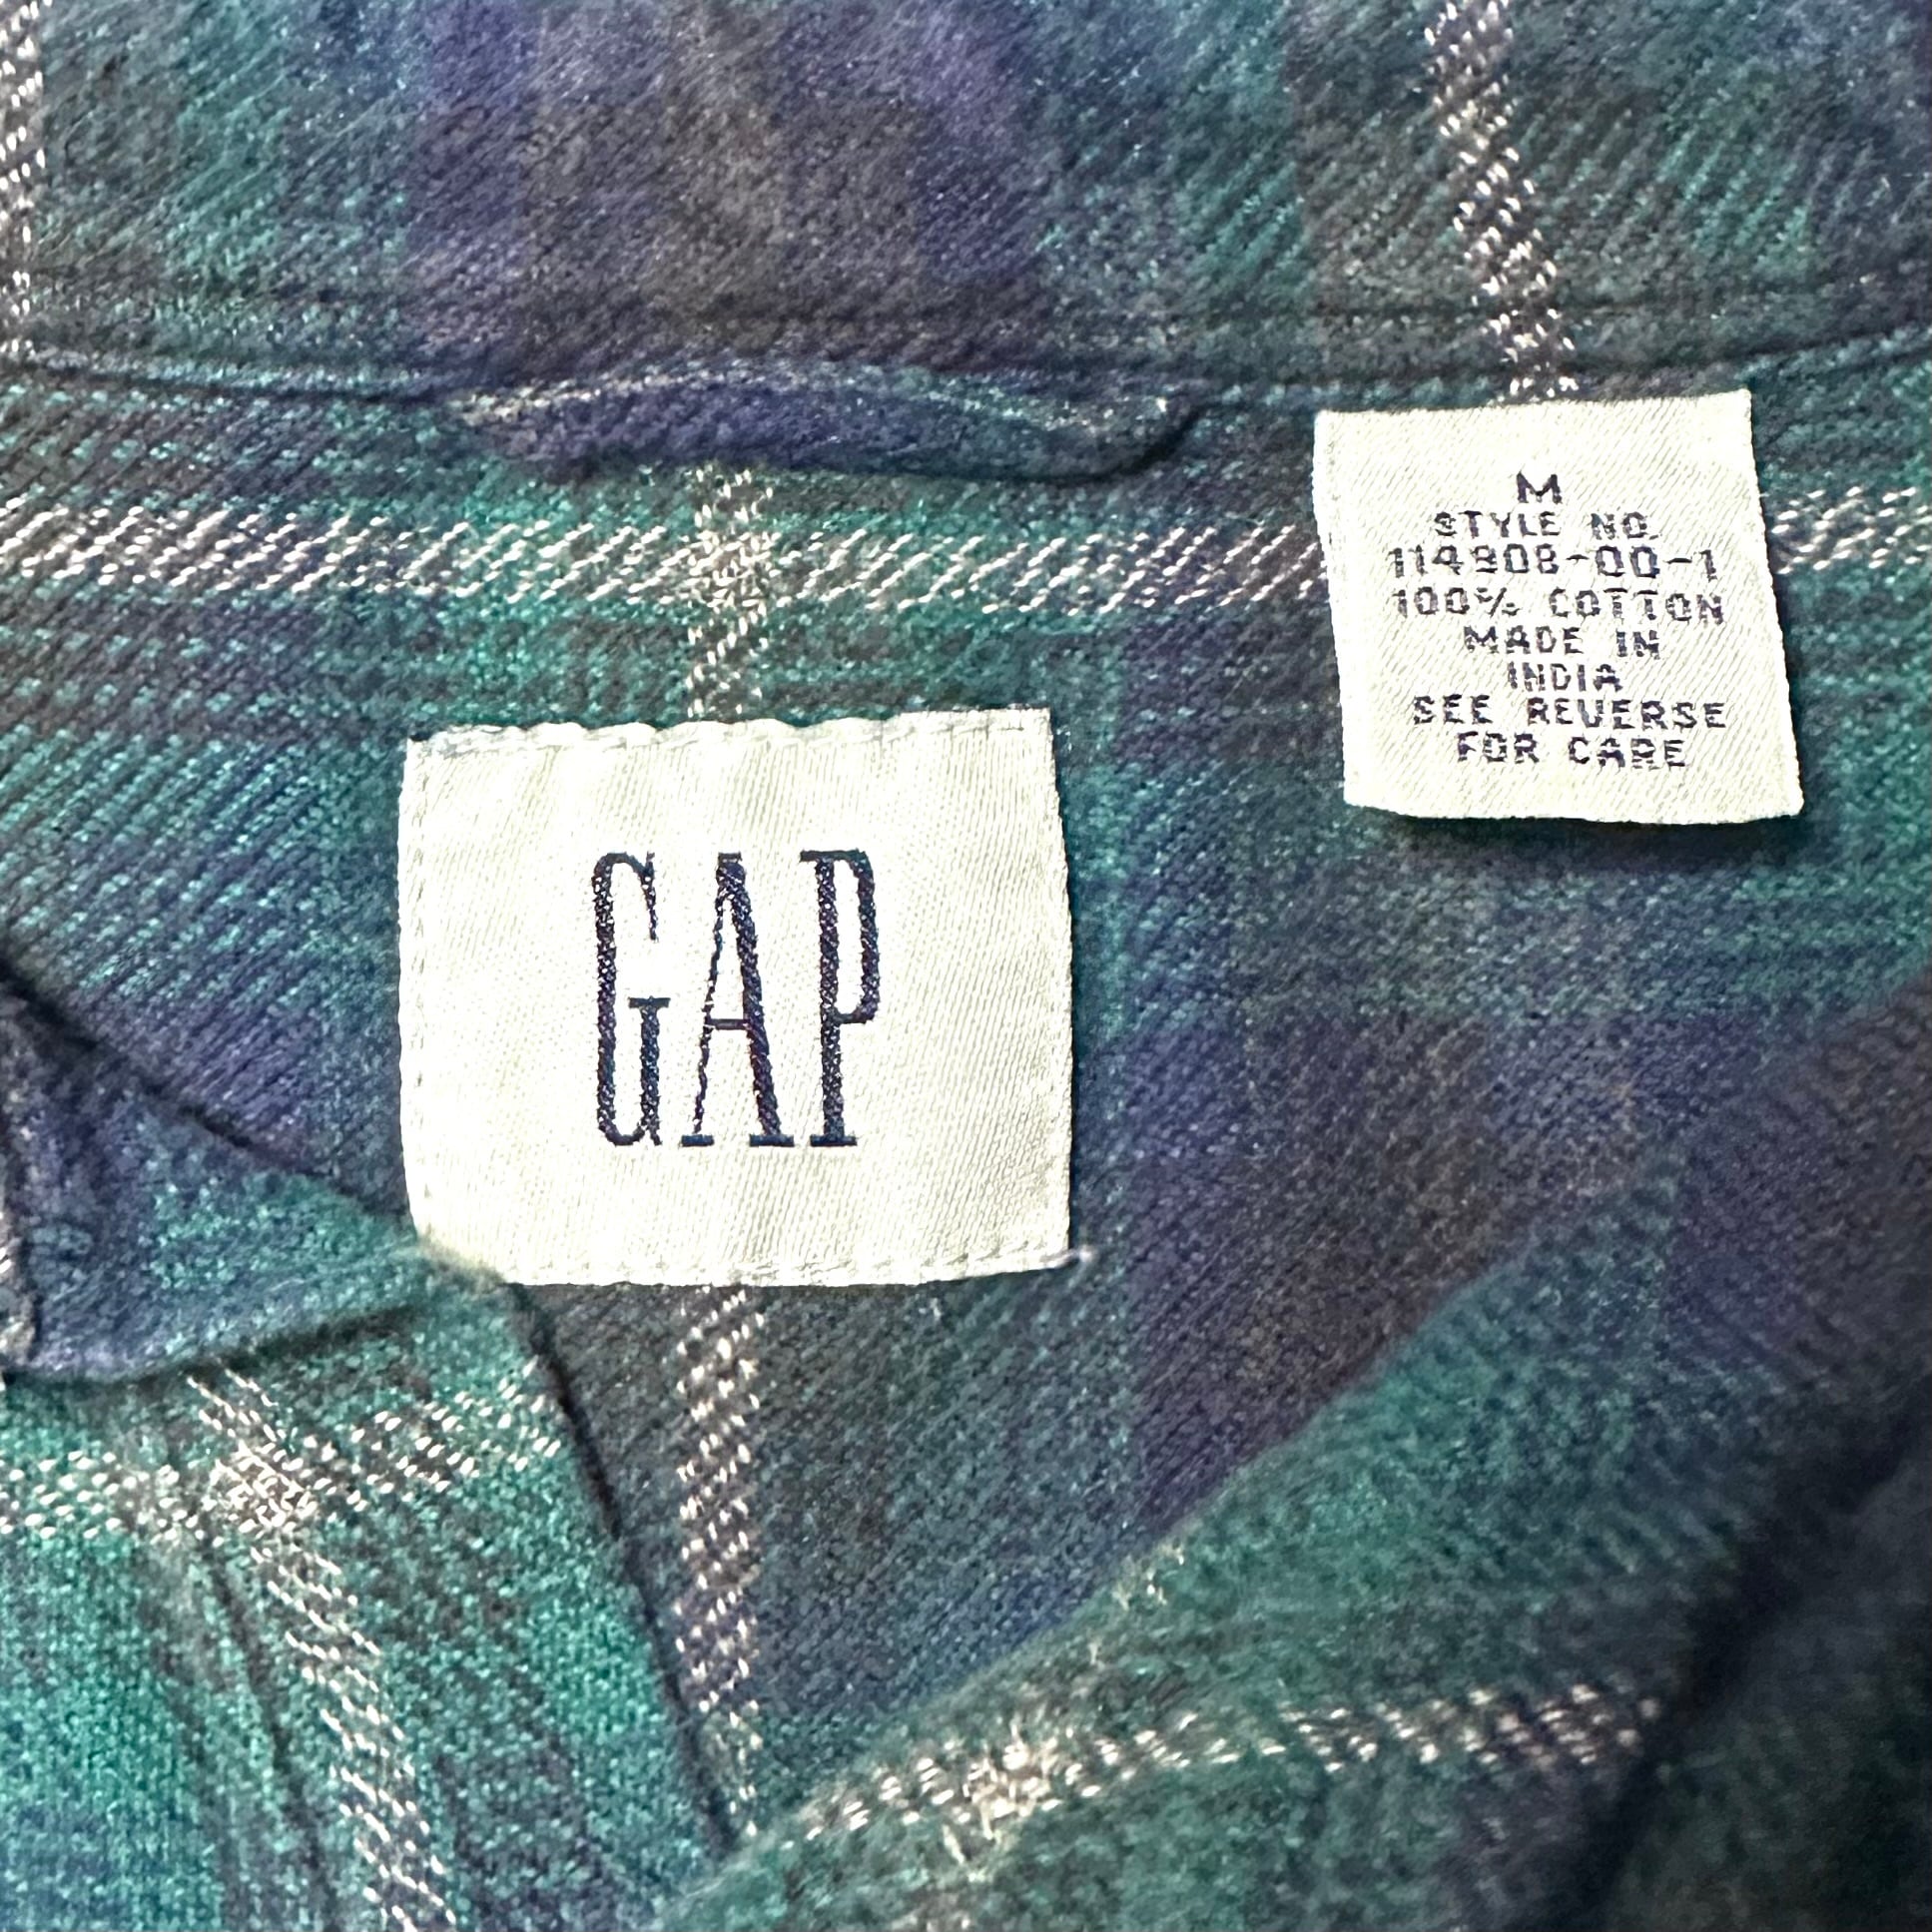 M
STYLE NO.
114908-00-1
100% COTTON
MADE IN
INDIA
SEE REVERSE
FOR CARE
GAP